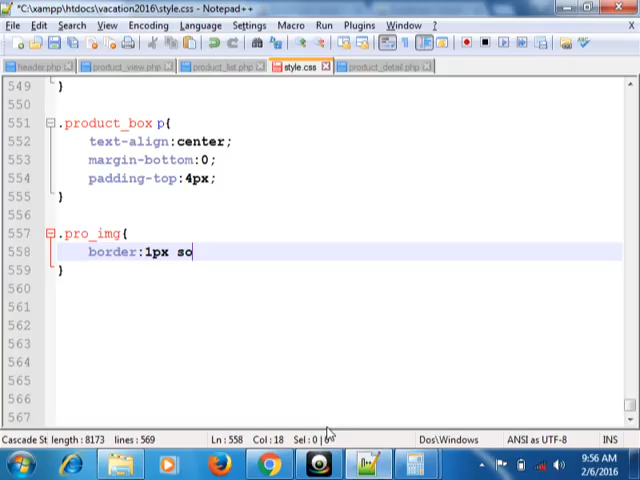 *C:\xampp\htdocs\vacation2016\style.css - Notepad++
File Edit Search View Encoding Language Settings Macro Run Plugins Window ?
header.php product_view.php product_list.php style.css product_detail.php
549 }
550
551 .product_box p{
552 text-align:center;
553 margin-bottom:0;
554 padding-top:4px;
555 }
556
557 .pro_img{
558 border:1px so
559 }
560
561
562
563
564
565
566
567
Cascade St length : 8173 lines : 569 Ln : 558 Col : 18 Sel : 0 | 0 Dos\Windows ANSI as UTF-8 INS
9:56 AM
2/6/2016